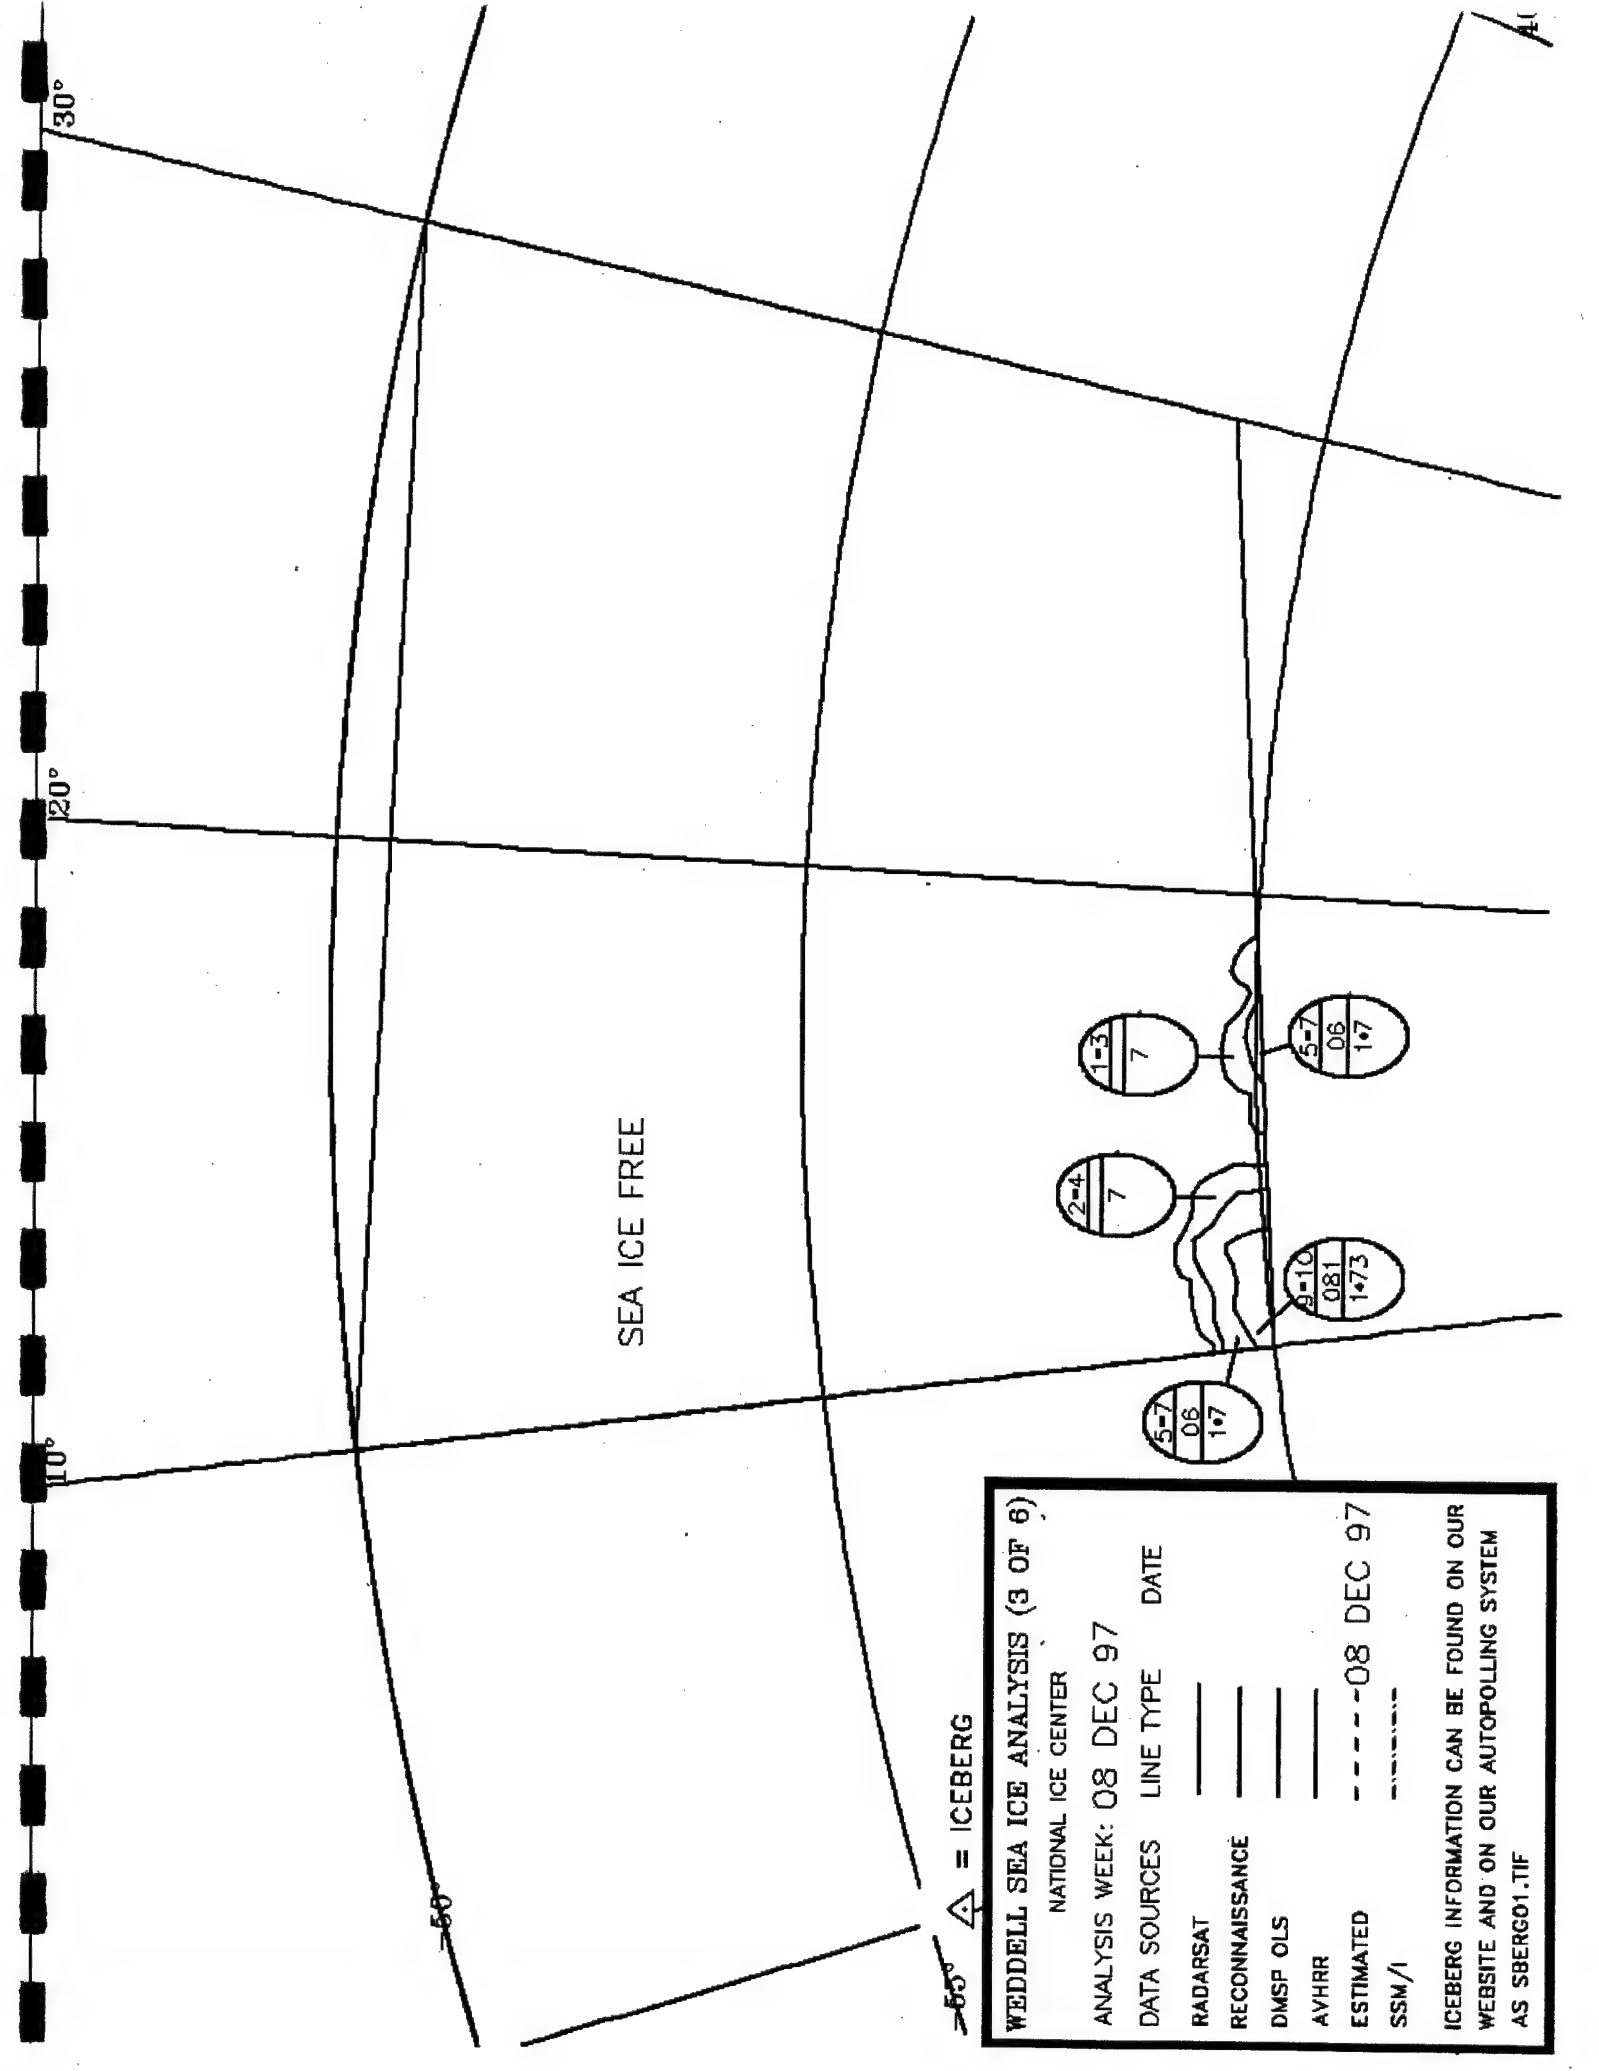 30°
20°
10°
40
-50°
-55°
SEA ICE FREE
1-3
7
5-7
06
1•7
2-4
7
9-10
081
1•73
5-7
06
1•7
= ICEBERG
WEDDELL SEA ICE ANALYSIS (3 OF 6)
NATIONAL ICE CENTER
ANALYSIS WEEK: 08 DEC 97
DATA SOURCES LINE TYPE DATE
RADARSAT
RECONNAISSANCE
DMSP OLS
AVHRR
ESTIMATED ----08 DEC 97
SSM/I
ICEBERG INFORMATION CAN BE FOUND ON OUR
WEBSITE AND ON OUR AUTOPOLLING SYSTEM
AS SBERG01.TIF